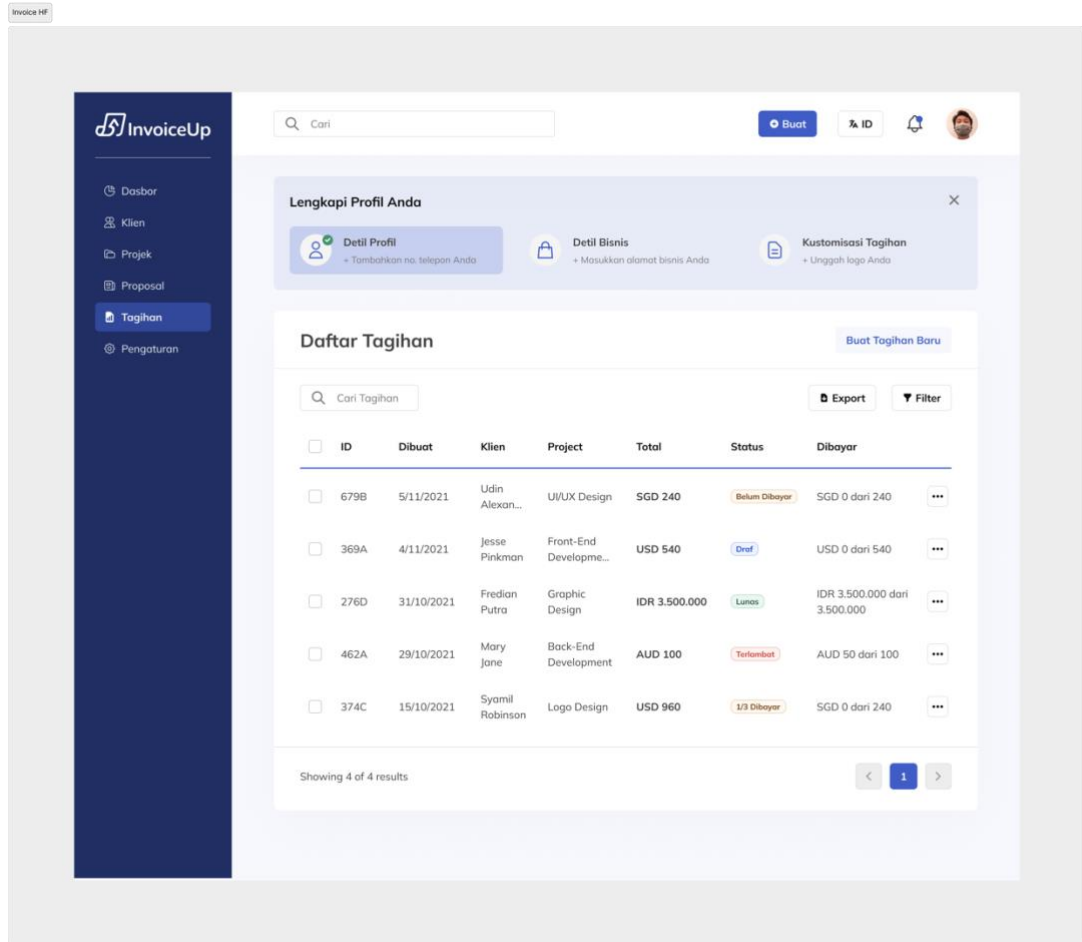 Invoice HF
InvoiceUp
Cari
Buat
ID
Dasbor
Klien
Projek
Proposal
Tagihan
Pengaturan
Lengkapi Profil Anda
Detil Profil
+ Tambahkan no. telepon Anda
Detil Bisnis
+ Masukkan alamat bisnis Anda
Kustomisasi Tagihan
+ Unggah logo Anda
Daftar Tagihan
Buat Tagihan Baru
Cari Tagihan
Export
Filter
ID Dibuat Klien Project Total Status Dibayar
679B 5/11/2021 Udin Alexan... UI/UX Design SGD 240 Belum Dibayar SGD 0 dari 240
369A 4/11/2021 Jesse Pinkman Front-End Developme... USD 540 Draf USD 0 dari 540
276D 31/10/2021 Fredian Putra Graphic Design IDR 3.500.000 Lunas IDR 3.500.000 dari 3.500.000
462A 29/10/2021 Mary Jane Back-End Development AUD 100 Terlambat AUD 50 dari 100
374C 15/10/2021 Syamil Robinson Logo Design USD 960 1/3 Dibayar SGD 0 dari 240
Showing 4 of 4 results
< 1 >